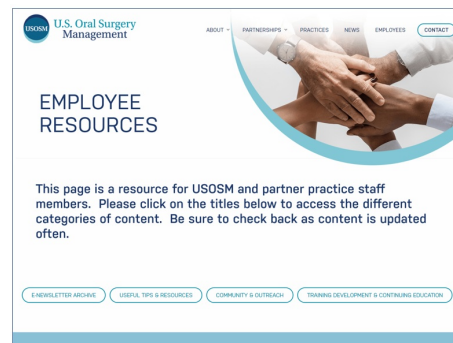 USOSM
U.S. Oral Surgery
Management
ABOUT
PARTNERSHIPS
PRACTICES
NEWS
EMPLOYEES
CONTACT
EMPLOYEE
RESOURCES
This page is a resource for USOSM and partner practice staff
members. Please click on the titles below to access the different
categories of content. Be sure to check back as content is updated
often.
E-NEWSLETTER ARCHIVE
USEFUL TIPS & RESOURCES
COMMUNITY & OUTREACH
TRAINING DEVELOPMENT & CONTINUING EDUCATION